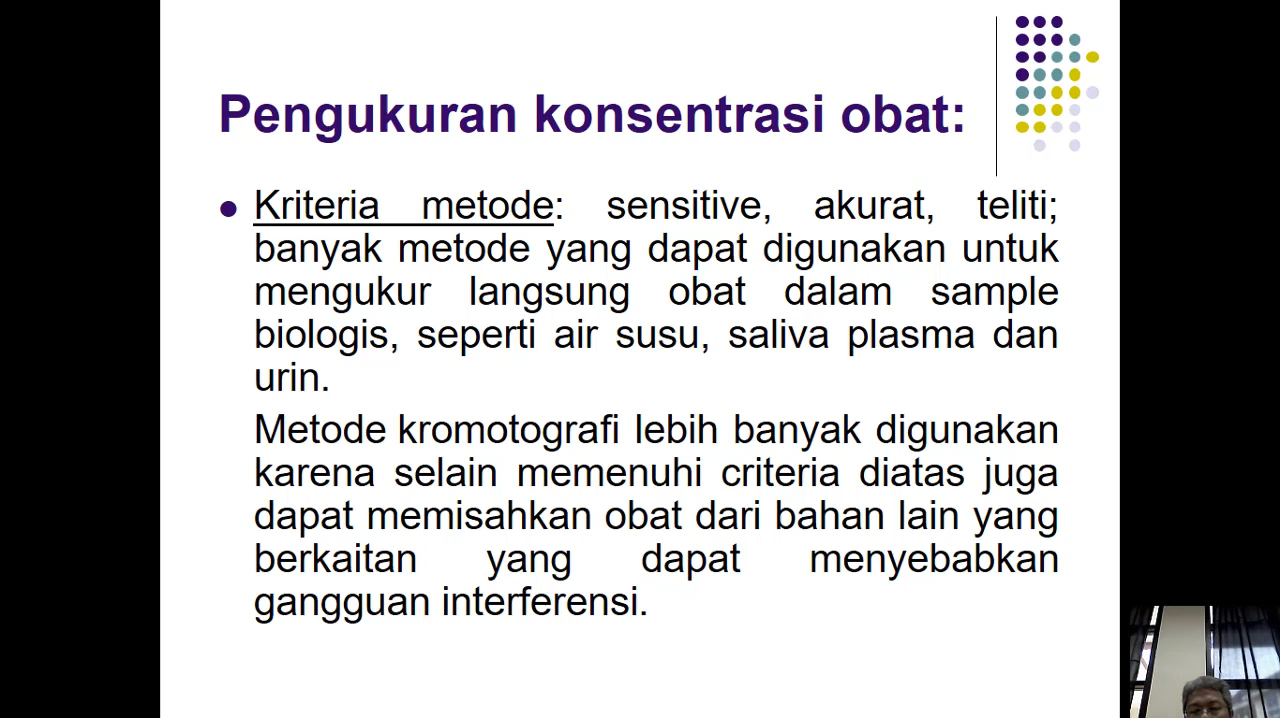 Pengukuran konsentrasi obat:
Kriteria metode: sensitive, akurat, teliti;
banyak metode yang dapat digunakan untuk
mengukur langsung obat dalam sample
biologis, seperti air susu, saliva plasma dan
urin.
Metode kromotografi lebih banyak digunakan
karena selain memenuhi criteria diatas juga
dapat memisahkan obat dari bahan lain yang
berkaitan yang dapat menyebabkan
gangguan interferensi.